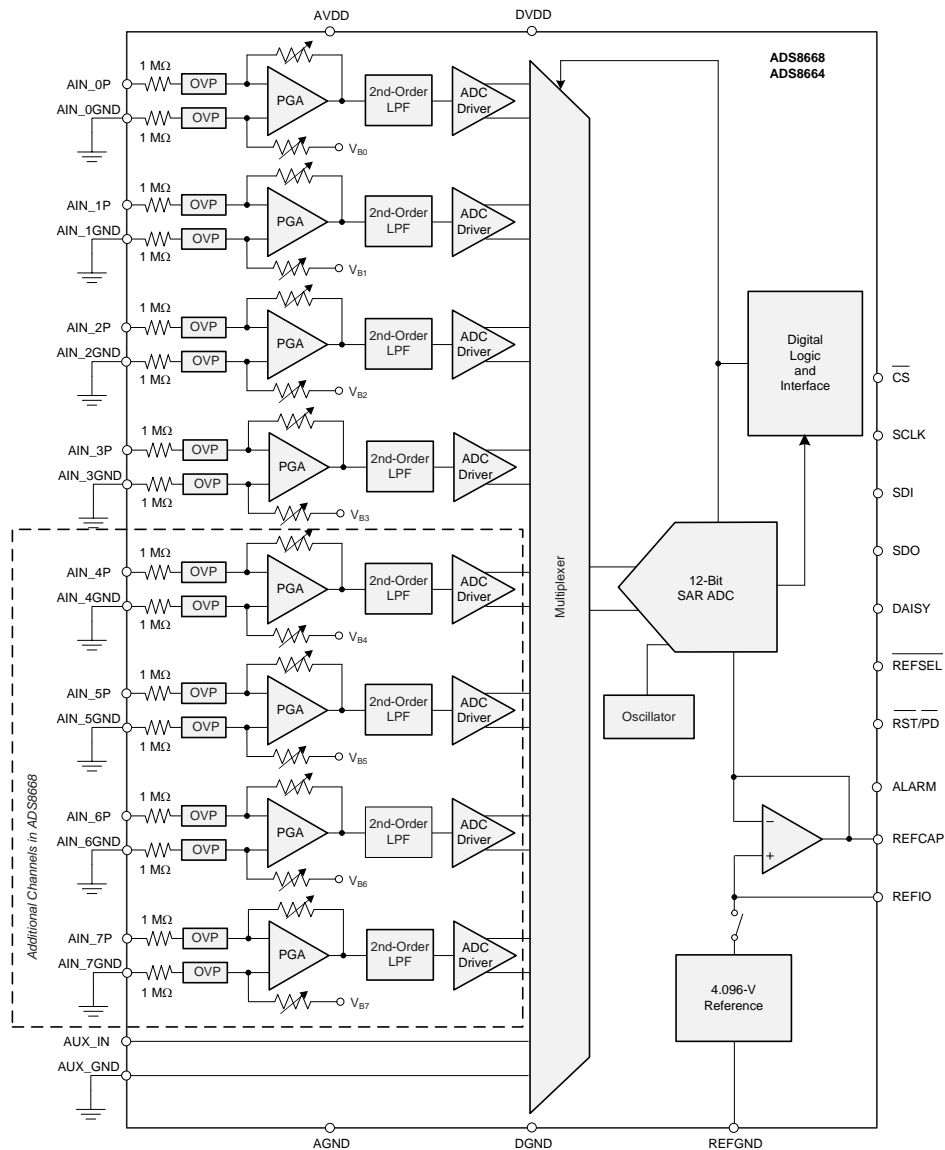 AVDD
DVDD
ADS8668
ADS8664
1 MΩ
AIN_0P
OVP
PGA
2nd-Order
LPF
ADC
Driver
AIN_0GND
OVP
1 MΩ
VB0
1 MΩ
AIN_1P
OVP
PGA
2nd-Order
LPF
ADC
Driver
AIN_1GND
OVP
1 MΩ
VB1
1 MΩ
AIN_2P
OVP
PGA
2nd-Order
LPF
ADC
Driver
AIN_2GND
OVP
1 MΩ
VB2
1 MΩ
AIN_3P
OVP
PGA
2nd-Order
LPF
ADC
Driver
AIN_3GND
OVP
1 MΩ
VB3
Additional Channels in ADS8668
1 MΩ
AIN_4P
OVP
PGA
2nd-Order
LPF
ADC
Driver
AIN_4GND
OVP
1 MΩ
VB4
1 MΩ
AIN_5P
OVP
PGA
2nd-Order
LPF
ADC
Driver
AIN_5GND
OVP
1 MΩ
VB5
1 MΩ
AIN_6P
OVP
PGA
2nd-Order
LPF
ADC
Driver
AIN_6GND
OVP
1 MΩ
VB6
1 MΩ
AIN_7P
OVP
PGA
2nd-Order
LPF
ADC
Driver
AIN_7GND
OVP
1 MΩ
VB7
AUX_IN
AUX_GND
Multiplexer
Digital
Logic
and
Interface
12-Bit
SAR ADC
Oscillator
−
+
4.096-V
Reference
CS
SCLK
SDI
SDO
DAISY
REFSEL
RST/PD
ALARM
REFCAP
REFIO
AGND
DGND
REFGND